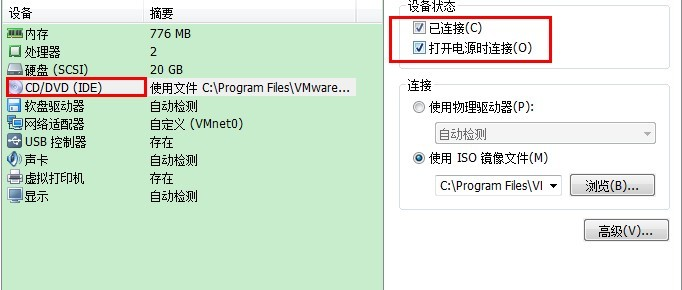 设备 摘要
内存 776 MB
处理器 2
硬盘 (SCSI) 20 GB
CD/DVD (IDE) 使用文件 C:\Program Files\VMware...
软盘驱动器 自动检测
网络适配器 自定义 (VMnet0)
USB 控制器 存在
声卡 自动检测
虚拟打印机 存在
显示 自动检测
设备状态
已连接(C)
打开电源时连接(O)
连接
使用物理驱动器(P):
自动检测
使用 ISO 镜像文件(M)
C:\Program Files\VI 浏览(B)...
高级(V)...